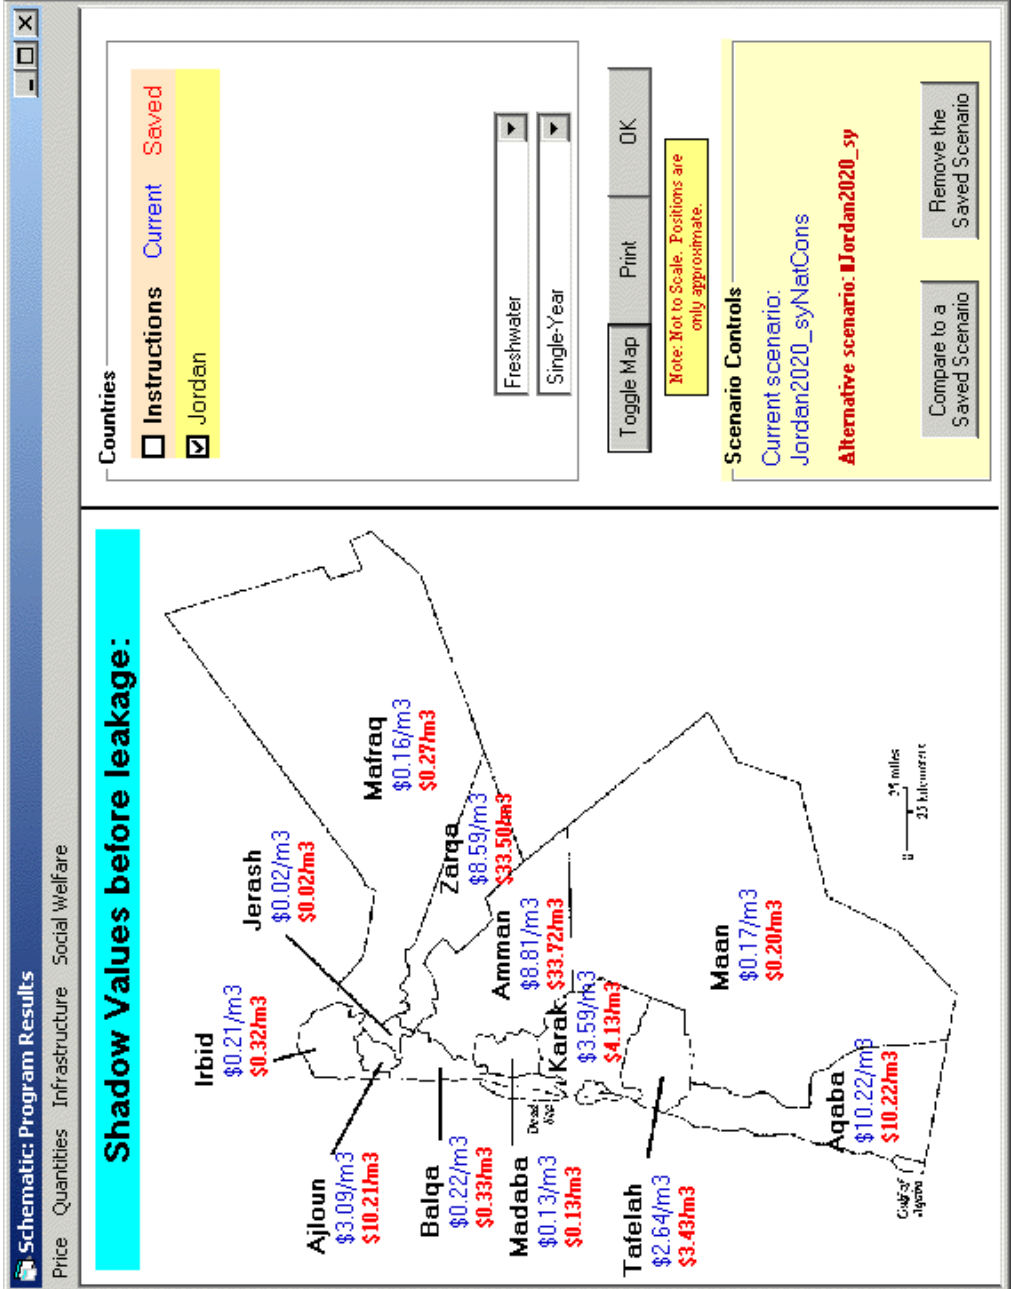 Schematic: Program Results
Price Quantities Infrastructure Social Welfare
Shadow Values before leakage:
Irbid
$0.21/m3
$0.32/m3
Jerash
$0.02/m3
$0.02/m3
Ajloun
$3.09/m3
$10.21/m3
Mafraq
$0.16/m3
$0.27/m3
Balqa
$0.22/m3
$0.33/m3
Zarqa
$8.59/m3
$33.50/m3
Madaba
$0.13/m3
$0.13/m3
Amman
$8.81/m3
$33.72/m3
Dead
Sea
Karak
$3.59/m3
$4.13/m3
Tafelah
$2.64/m3
$3.43/m3
Maan
$0.17/m3
$0.20/m3
Aqaba
$10.22/m3
$10.22/m3
Gulf of
Aqaba
0 25 miles
25 kilometers
Countries
Instructions Current Saved
Jordan
Freshwater
Single-Year
Toggle Map Print OK
Note: Not to Scale. Positions are
only approximate.
Scenario Controls
Current scenario:
Jordan2020_syNatCons
Alternative scenario: Jordan2020_sy
Compare to a
Saved Scenario
Remove the
Saved Scenario